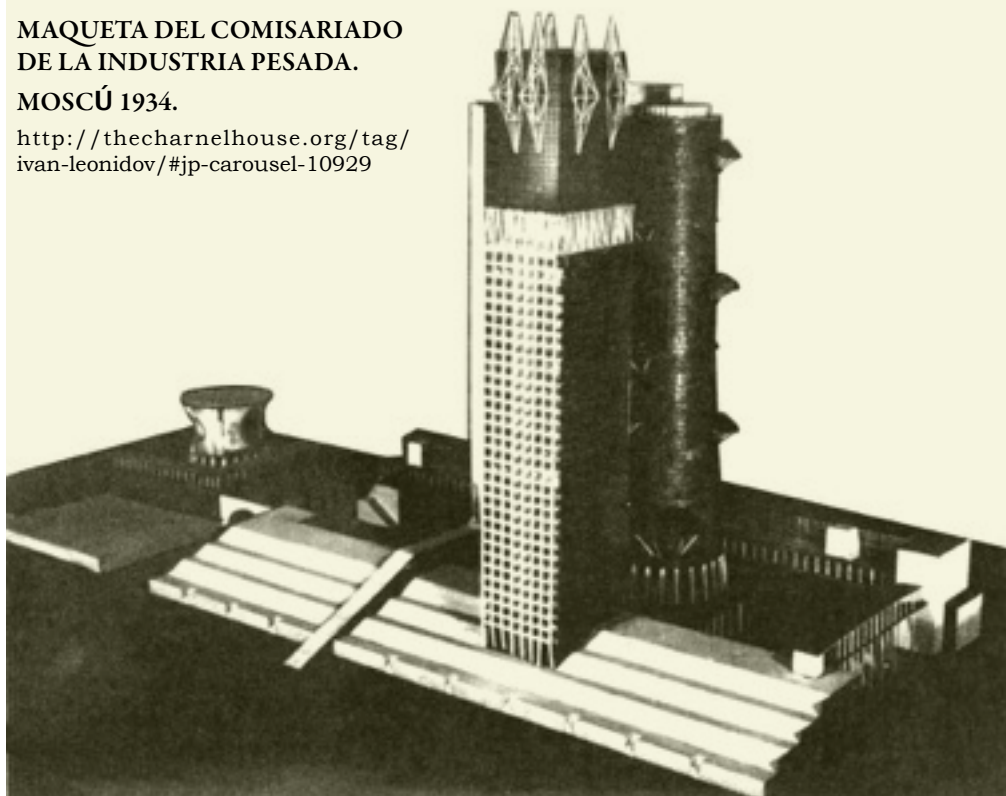 MAQUETA DEL COMISARIADO
DE LA INDUSTRIA PESADA.
MOSCÚ 1934.
http://thecharnelhouse.org/tag/
ivan-leonidov/#jp-carousel-10929